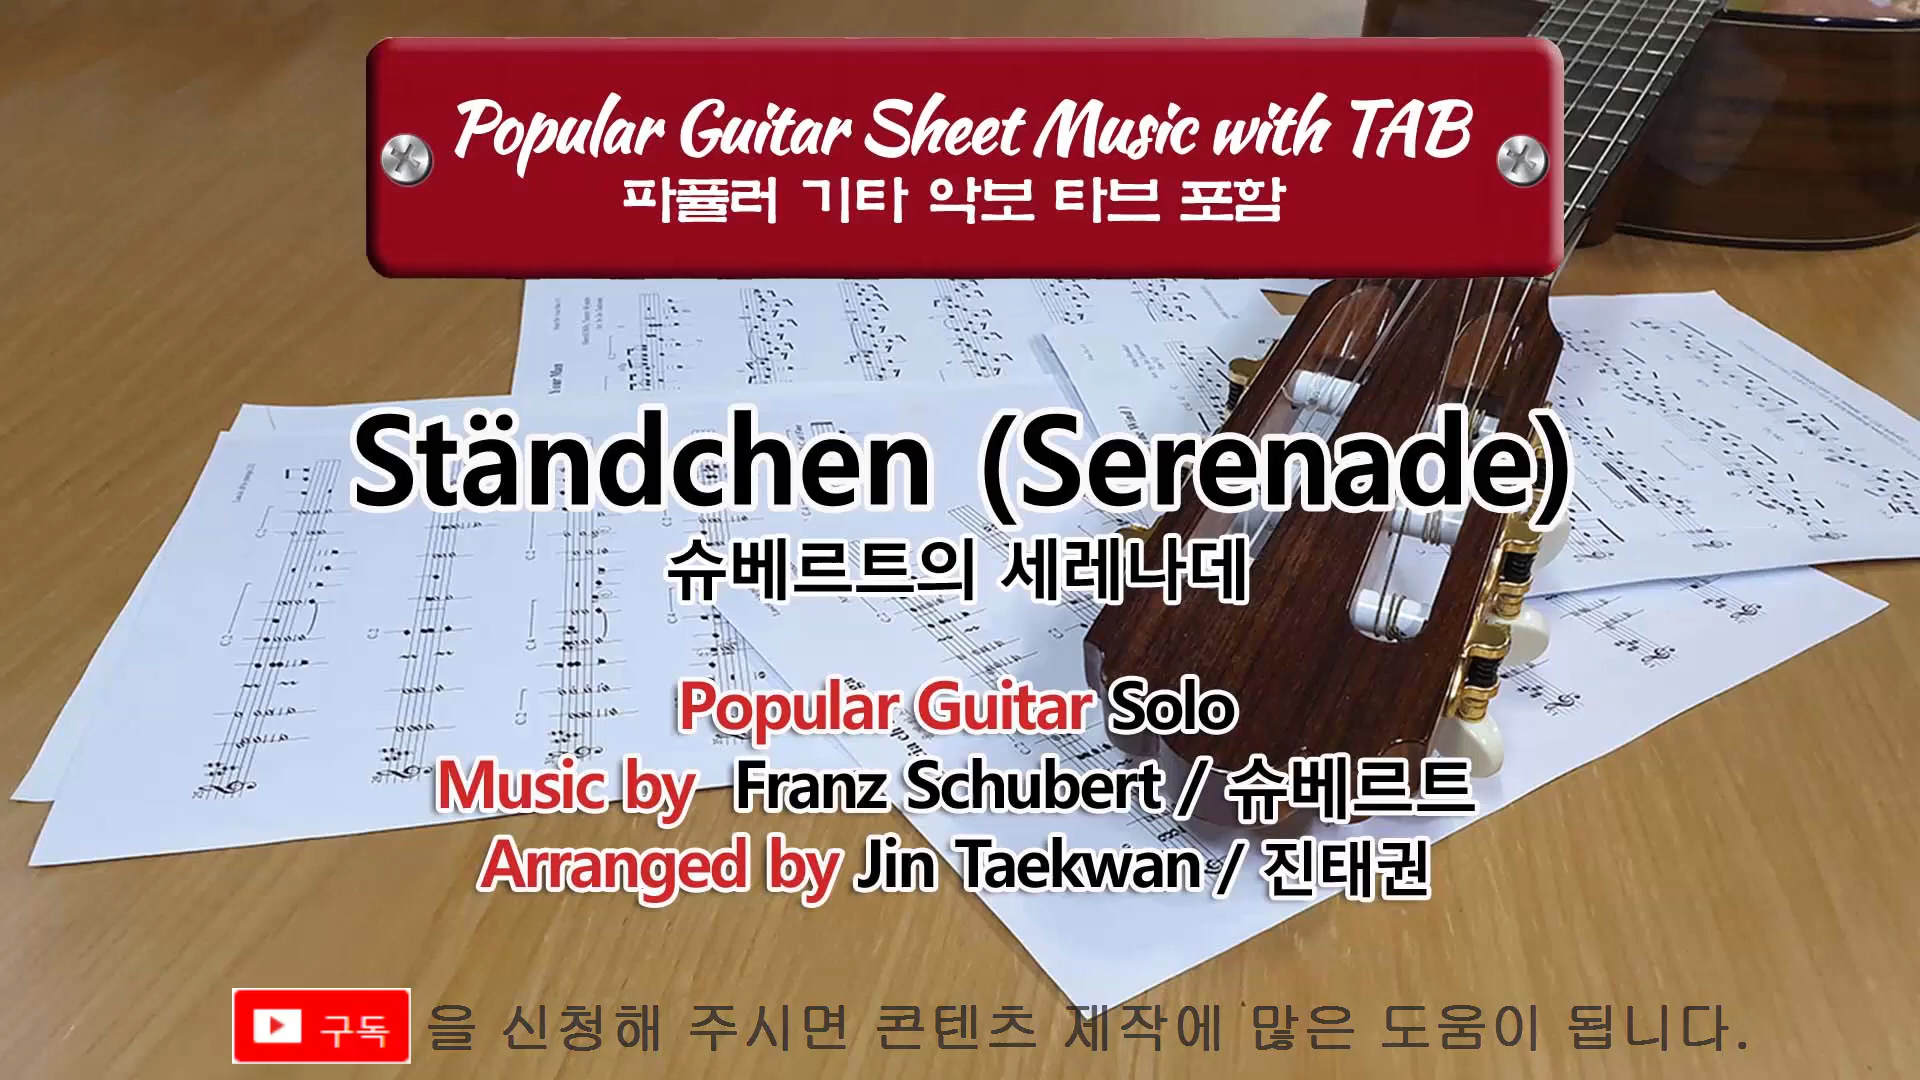 Popular Guitar Sheet Music with TAB
파퓰러 기타 악보 타브 포함
Ständchen (Serenade)
슈베르트의 세레나데
Popular Guitar Solo
Music by Franz Schubert / 슈베르트
Arranged by Jin Taekwan / 진태권
구독 을 신청해 주시면 콘텐츠 제작에 많은 도움이 됩니다.